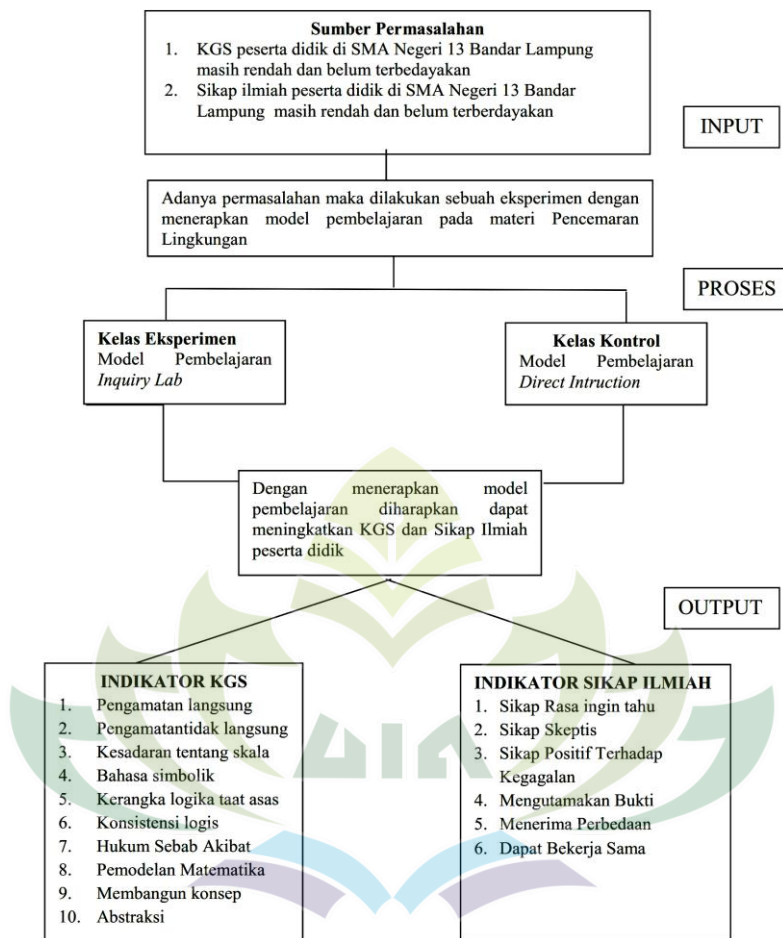 Sumber Permasalahan
1. KGS peserta didik di SMA Negeri 13 Bandar Lampung
masih rendah dan belum terbedayakan
2. Sikap ilmiah peserta didik di SMA Negeri 13 Bandar
Lampung masih rendah dan belum terberdayakan
INPUT
Adanya permasalahan maka dilakukan sebuah eksperimen dengan
menerapkan model pembelajaran pada materi Pencemaran
Lingkungan
PROSES
Kelas Eksperimen
Model Pembelajaran
Inquiry Lab
Kelas Kontrol
Model Pembelajaran
Direct Intruction
Dengan menerapkan model
pembelajaran diharapkan dapat
meningkatkan KGS dan Sikap Ilmiah
peserta didik
OUTPUT
INDIKATOR KGS
1. Pengamatan langsung
2. Pengamatantidak langsung
3. Kesadaran tentang skala
4. Bahasa simbolik
5. Kerangka logika taat asas
6. Konsistensi logis
7. Hukum Sebab Akibat
8. Pemodelan Matematika
9. Membangun konsep
10. Abstraksi
INDIKATOR SIKAP ILMIAH
1. Sikap Rasa ingin tahu
2. Sikap Skeptis
3. Sikap Positif Terhadap
Kegagalan
4. Mengutamakan Bukti
5. Menerima Perbedaan
6. Dapat Bekerja Sama